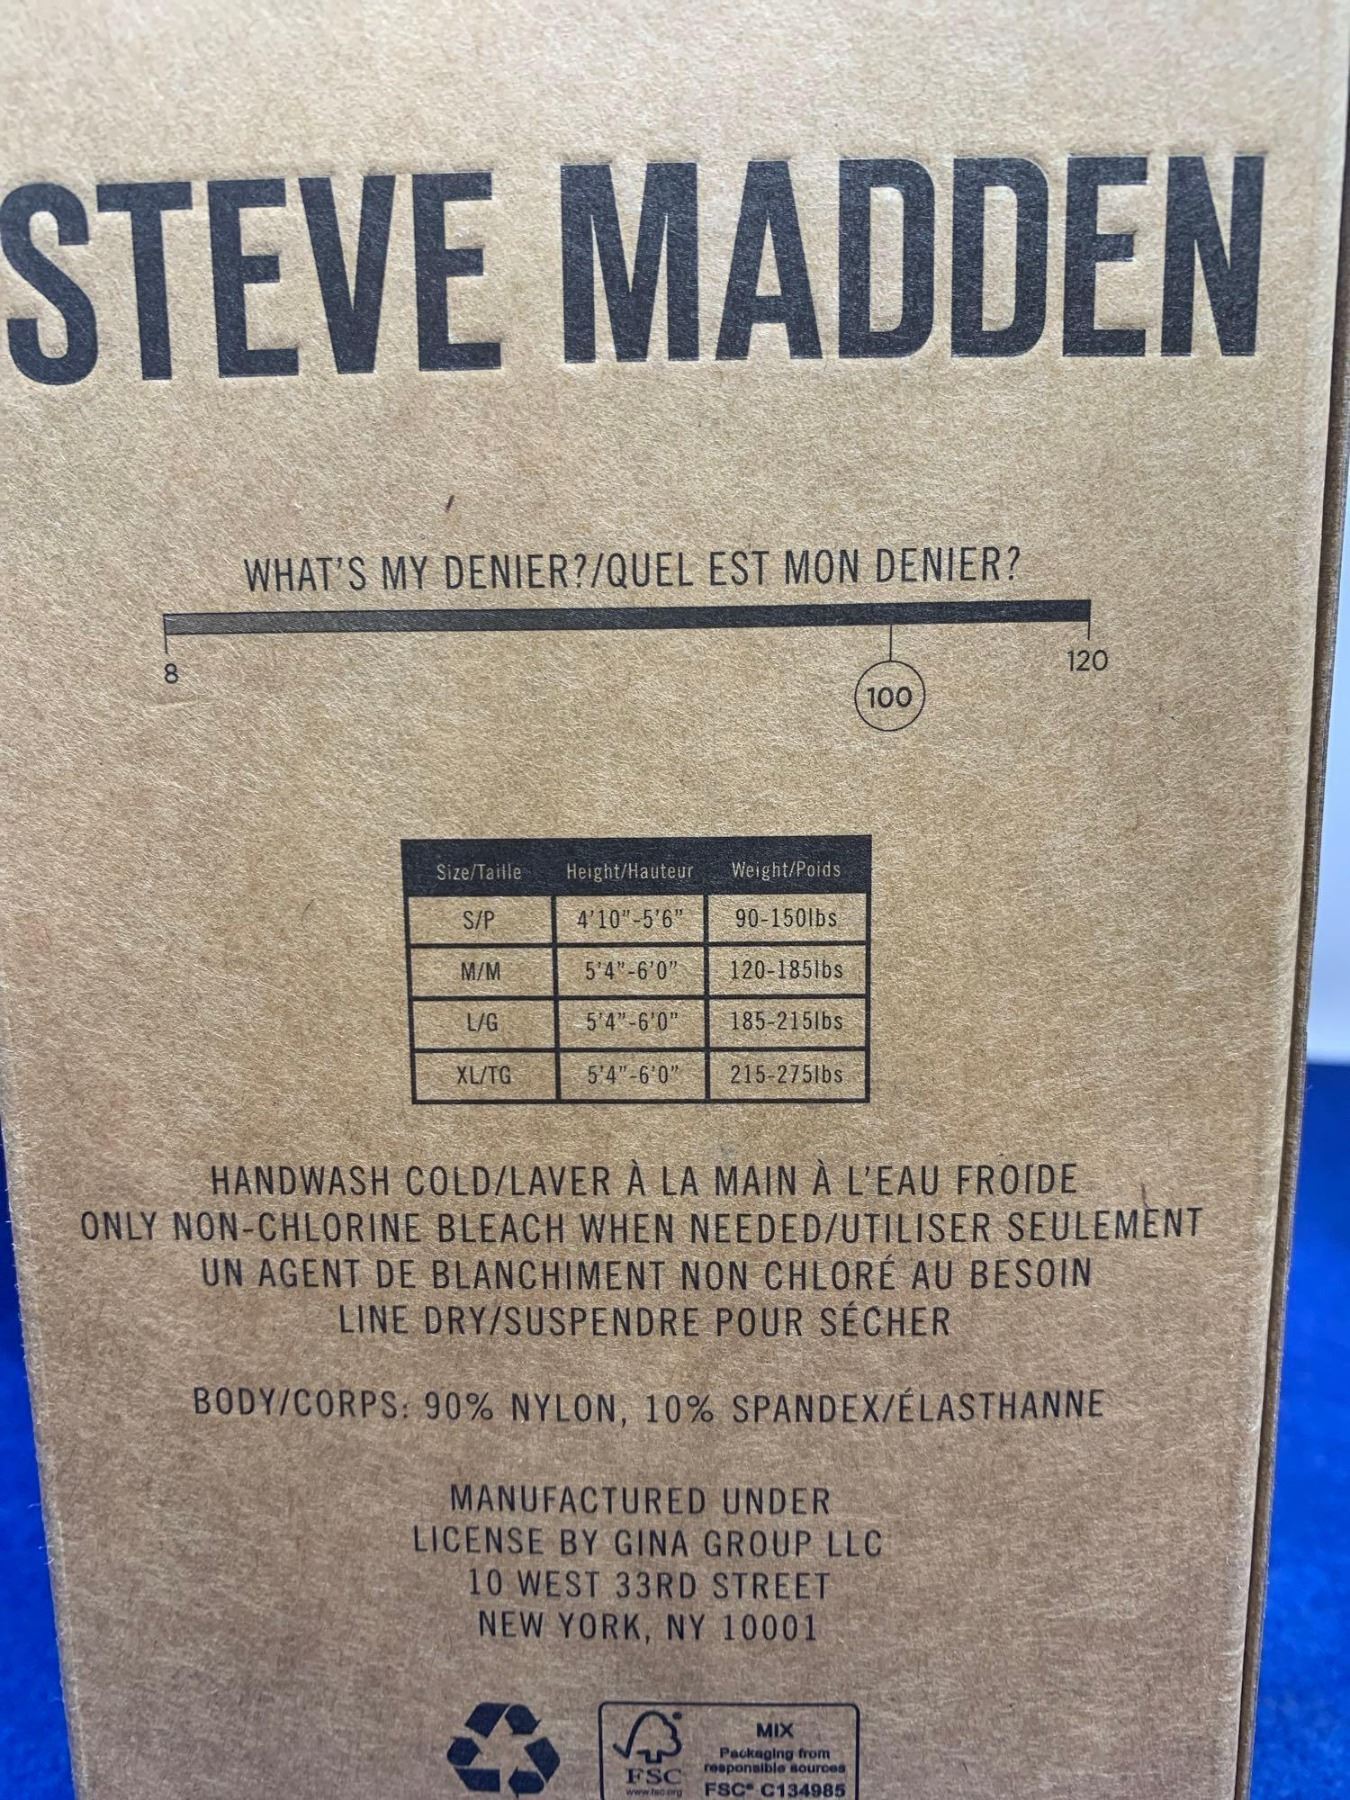 STEVE MADDEN
WHAT'S MY DENIER?/QUEL EST MON DENIER?
8
120
100
Size/Taille Height/Hauteur Weight/Poids
S/P 4'10"-5'6" 90-150lbs
M/M 5'4"-6'0" 120-185lbs
L/G 5'4"-6'0" 185-215lbs
XL/TG 5'4"-6'0" 215-275lbs
HANDWASH COLD/LAVER À LA MAIN À L'EAU FROIDE
ONLY NON-CHLORINE BLEACH WHEN NEEDED/UTILISER SEULEMENT
UN AGENT DE BLANCHIMENT NON CHLORÉ AU BESOIN
LINE DRY/SUSPENDRE POUR SÉCHER
BODY/CORPS: 90% NYLON, 10% SPANDEX/ÉLASTHANNE
MANUFACTURED UNDER
LICENSE BY GINA GROUP LLC
10 WEST 33RD STREET
NEW YORK, NY 10001
FSC
www.fsc.org
MIX
Packaging from
responsible sources
FSC® C134985